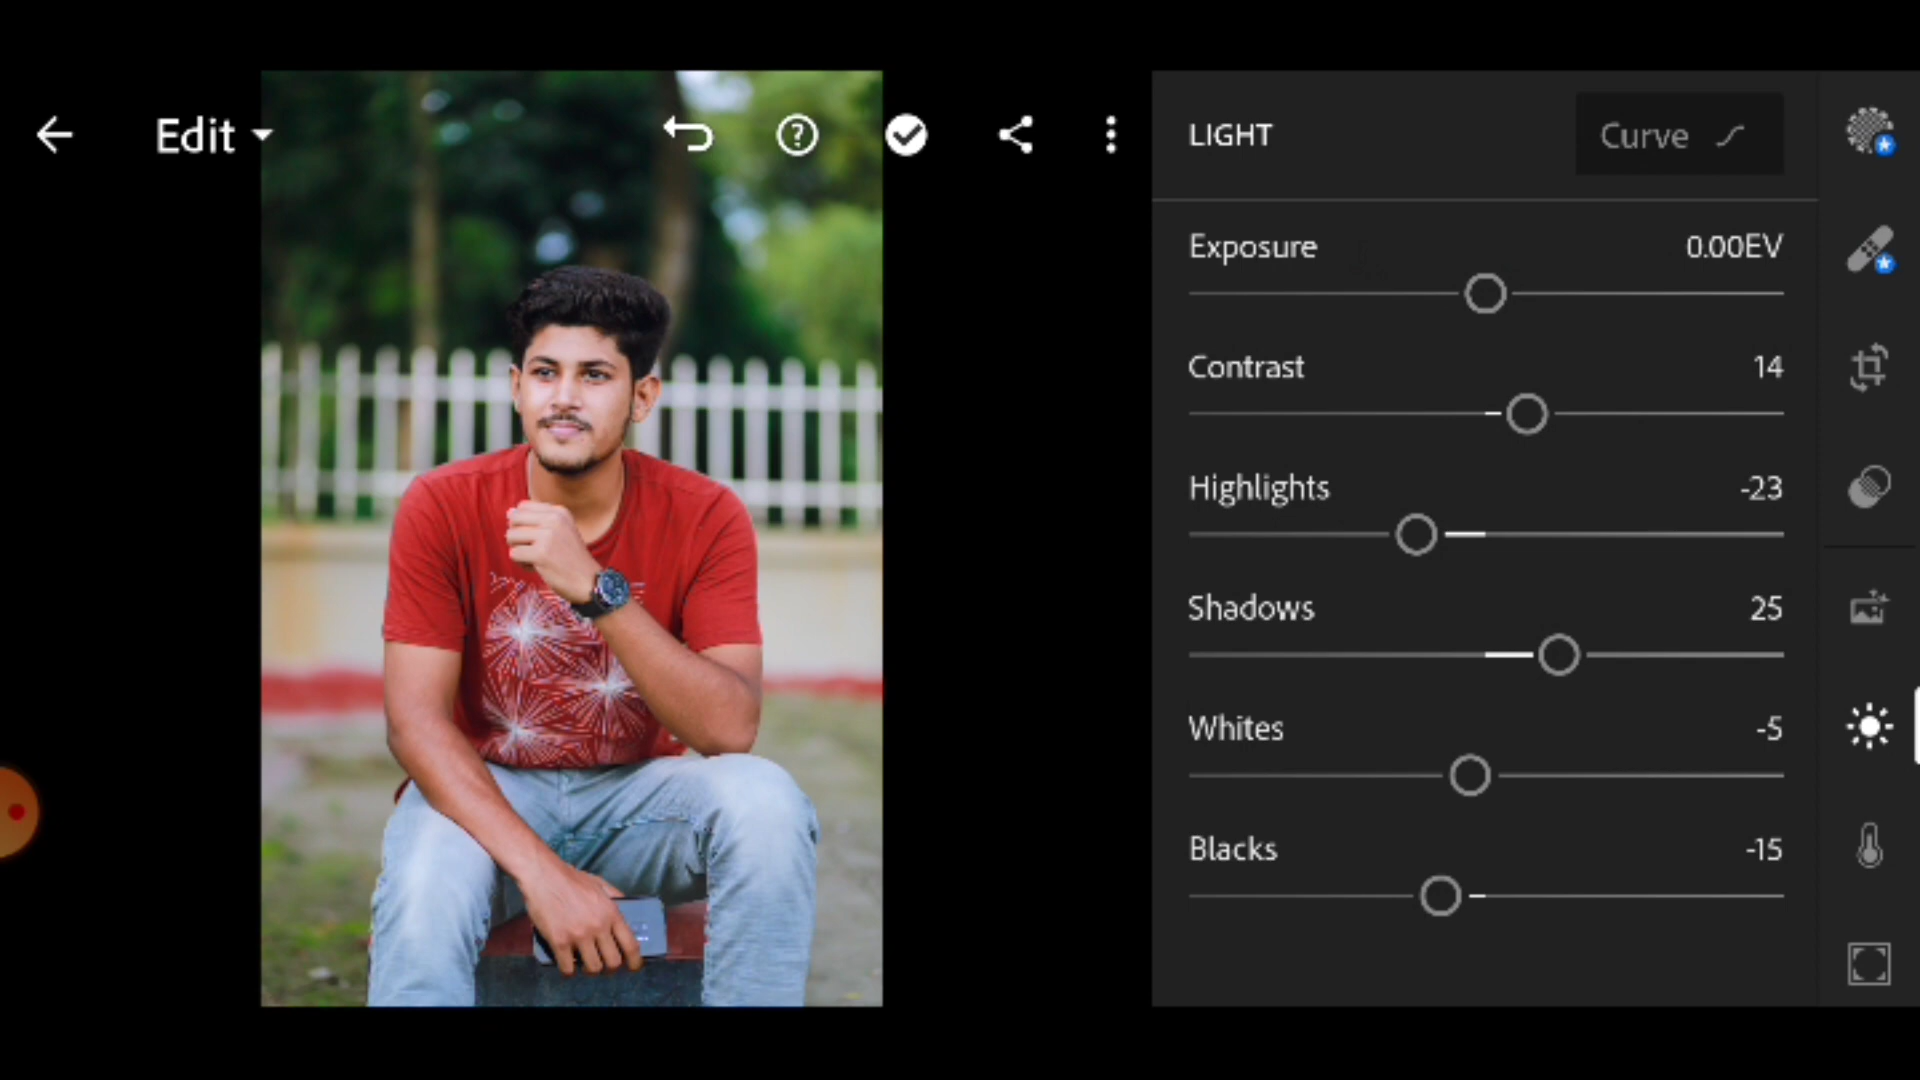 Edit
LIGHT
Curve
Exposure 0.00EV
Contrast 14
Highlights -23
Shadows 25
Whites -5
Blacks -15